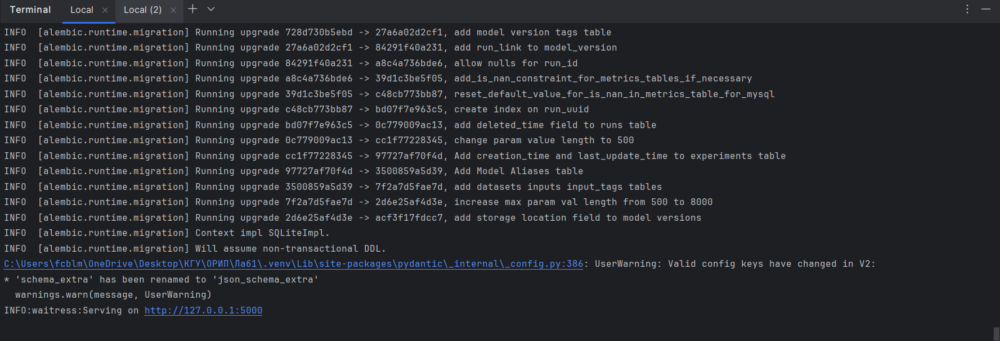 Terminal Local Local (2)
INFO  [alembic.runtime.migration] Running upgrade 728d730b5ebd -> 27a6a02d2cf1, add model version tags table
INFO  [alembic.runtime.migration] Running upgrade 27a6a02d2cf1 -> 84291f40a231, add run_link to model_version
INFO  [alembic.runtime.migration] Running upgrade 84291f40a231 -> a8c4a736bde6, allow nulls for run_id
INFO  [alembic.runtime.migration] Running upgrade a8c4a736bde6 -> 39d1c3be5f05, add_is_nan_constraint_for_metrics_tables_if_necessary
INFO  [alembic.runtime.migration] Running upgrade 39d1c3be5f05 -> c48cb773bb87, reset_default_value_for_is_nan_in_metrics_table_for_mysql
INFO  [alembic.runtime.migration] Running upgrade c48cb773bb87 -> bd07f7e963c5, create index on run_uuid
INFO  [alembic.runtime.migration] Running upgrade bd07f7e963c5 -> 0c779009ac13, add deleted_time field to runs table
INFO  [alembic.runtime.migration] Running upgrade 0c779009ac13 -> cc1f77228345, change param value length to 500
INFO  [alembic.runtime.migration] Running upgrade cc1f77228345 -> 97727af70f4d, Add creation_time and last_update_time to experiments table
INFO  [alembic.runtime.migration] Running upgrade 97727af70f4d -> 3500859a5d39, Add Model Aliases table
INFO  [alembic.runtime.migration] Running upgrade 3500859a5d39 -> 7f2a7d5fae7d, add datasets inputs input_tags tables
INFO  [alembic.runtime.migration] Running upgrade 7f2a7d5fae7d -> 2d6e25af4d3e, increase max param val length from 500 to 8000
INFO  [alembic.runtime.migration] Running upgrade 2d6e25af4d3e -> acf3f17fdcc7, add storage location field to model versions
INFO  [alembic.runtime.migration] Context impl SQLiteImpl.
INFO  [alembic.runtime.migration] Will assume non-transactional DDL.
C:\Users\fcblm\OneDrive\Desktop\КГУ\ОРИП\Лаб1\.venv\Lib\site-packages\pydantic\_internal\_config.py:386: UserWarning: Valid config keys have changed in V2:
* 'schema_extra' has been renamed to 'json_schema_extra'
  warnings.warn(message, UserWarning)
INFO:waitress:Serving on http://127.0.0.1:5000